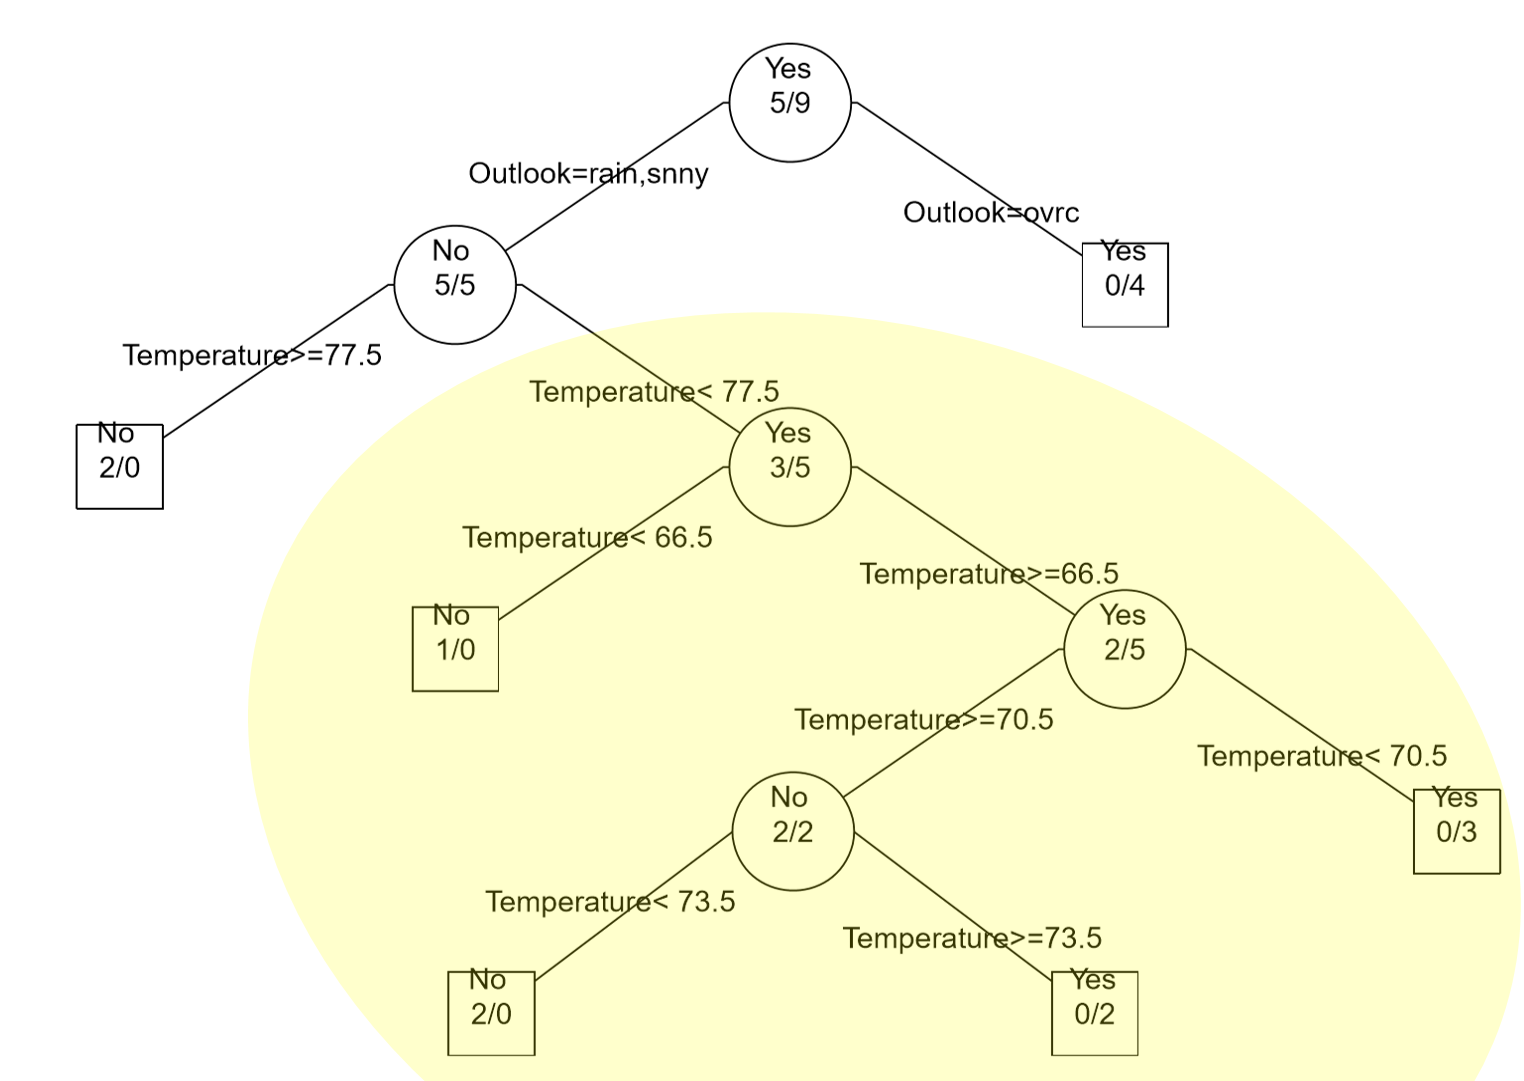 Yes
5/9
Outlook=rain,snny
Outlook=ovrc
No
5/5
Yes
0/4
Temperature>=77.5
Temperature< 77.5
No
2/0
Yes
3/5
Temperature< 66.5
Temperature>=66.5
No
1/0
Yes
2/5
Temperature>=70.5
Temperature< 70.5
No
2/2
Yes
0/3
Temperature< 73.5
Temperature>=73.5
No
2/0
Yes
0/2